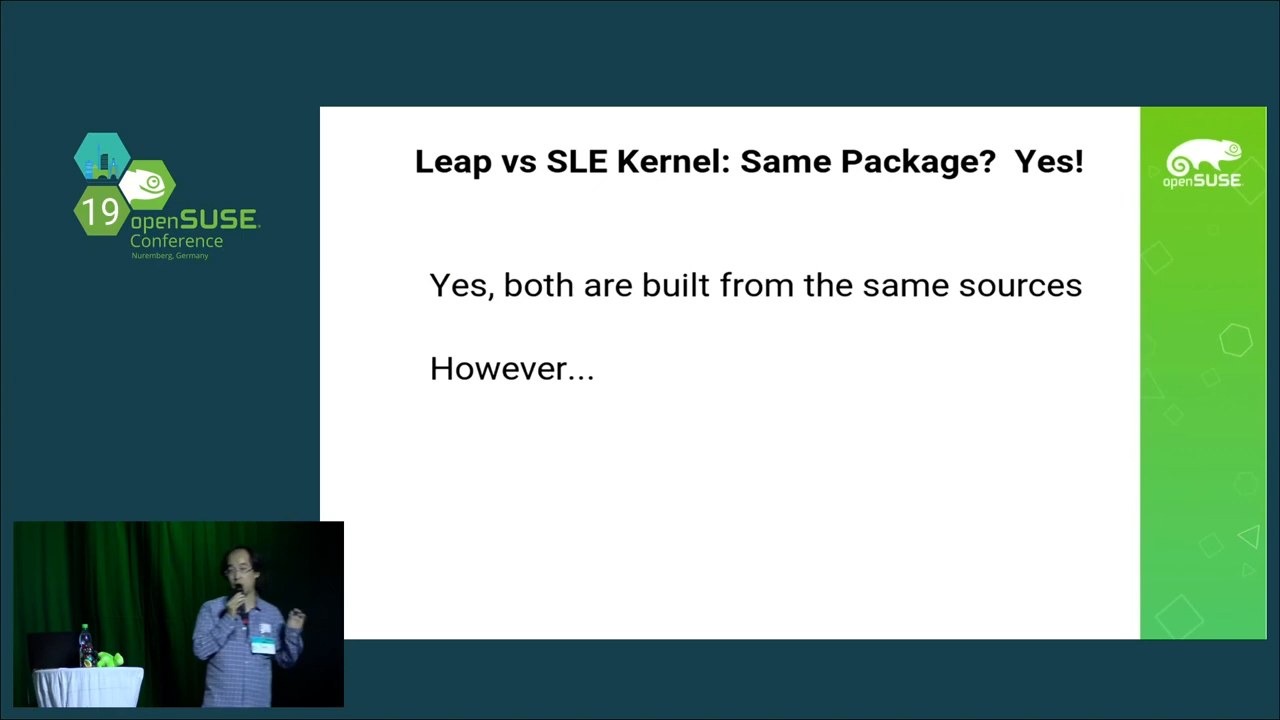 19
openSUSE
Conference
Nuremberg, Germany
Leap vs SLE Kernel: Same Package?  Yes!
Yes, both are built from the same sources
However...
openSUSE